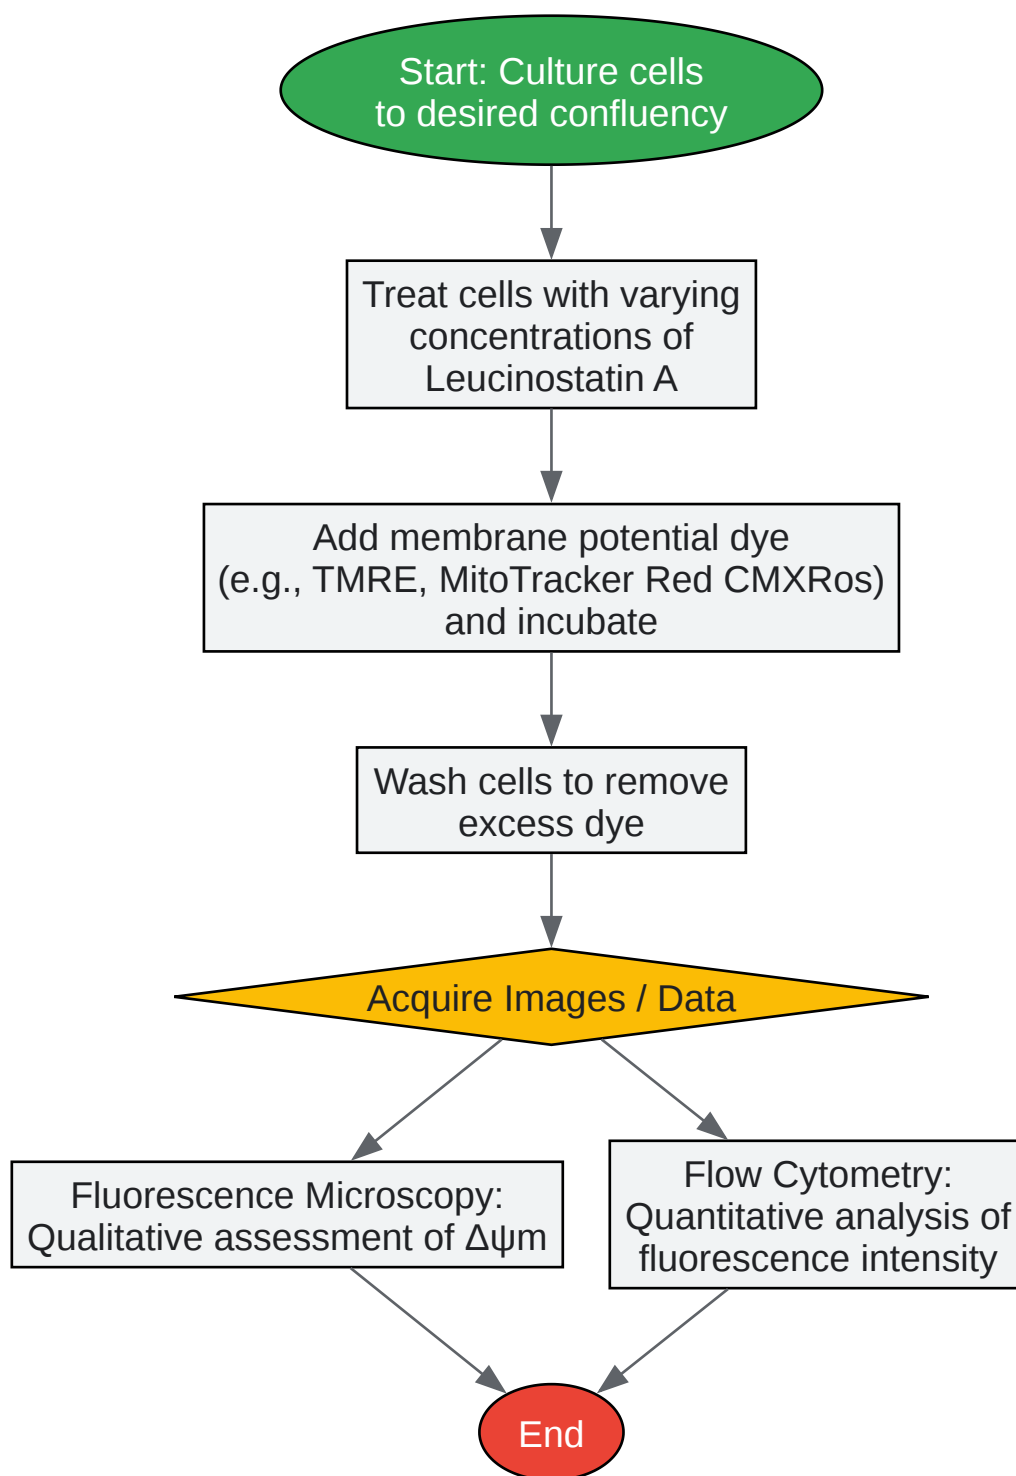 Start: Culture cells
to desired confluency
Treat cells with varying
concentrations of
Leucinostatin A
Add membrane potential dye
(e.g., TMRE, MitoTracker Red CMXRos)
and incubate
Wash cells to remove
excess dye
Acquire Images / Data
Fluorescence Microscopy:
Qualitative assessment of Δψm
Flow Cytometry:
Quantitative analysis of
fluorescence intensity
End